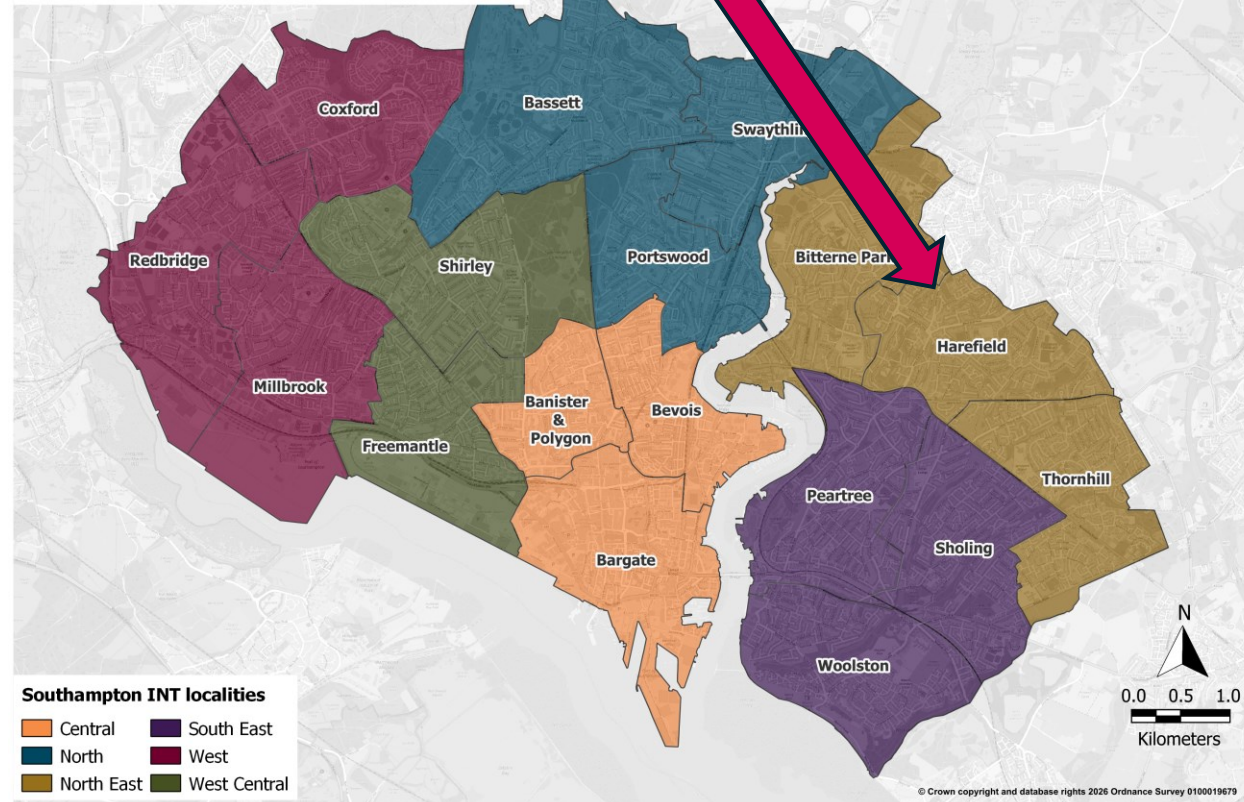 Coxford
Bassett
Swaythli
Redbridge
Shirley
Portswood
Bitterne Par
Millbrook
Harefield
Banister
&
Polygon
Bevois
Freemantle
Thornhill
Peartree
Sholing
Bargate
Woolston
N
0.0 0.5 1.0
Kilometers
Southampton INT localities
Central
South East
North
West
North East
West Central
© Crown copyright and database rights 2026 Ordnance Survey 0100019679